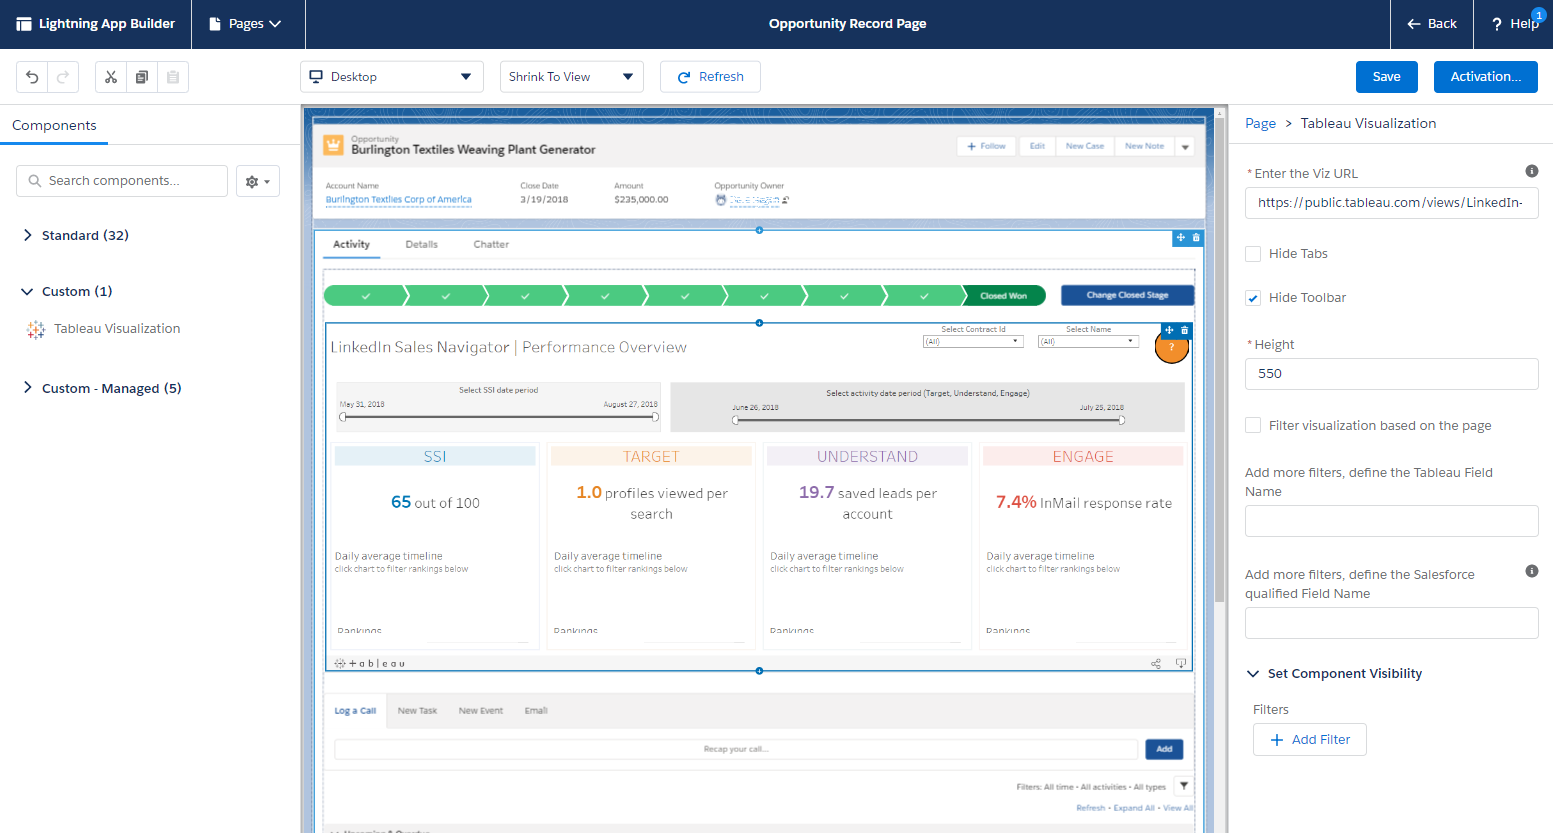 Lightning App Builder
Pages
Opportunity Record Page
Back
? Help
1
Desktop
Shrink To View
Refresh
Save
Activation...
Components
Search components...
Standard (32)
Custom (1)
Tableau Visualization
Custom - Managed (5)
Opportunity
Burlington Textiles Weaving Plant Generator
+ Follow
Edit
New Case
New Note
Account Name
Close Date
Amount
Opportunity Owner
Burlington Textiles Corp of America
3/19/2018
$235,000.00
Activity
Details
Chatter
Closed Won
Change Closed Stage
LinkedIn Sales Navigator | Performance Overview
Select Contract Id
(All)
Select Name
(All)
?
Select SSI date period
May 31, 2018
August 27, 2018
Select activity date period (Target, Understand, Engage)
June 26, 2018
July 25, 2018
SSI
65 out of 100
Daily average timeline
click chart to filter rankings below
Rankings
TARGET
1.0 profiles viewed per
search
Daily average timeline
click chart to filter rankings below
Rankings
UNDERSTAND
19.7 saved leads per
account
Daily average timeline
click chart to filter rankings below
Rankings
ENGAGE
7.4% InMail response rate
Daily average timeline
click chart to filter rankings below
Rankings
+ a b l e a u
Log a Call
New Task
New Event
Email
Recap your call...
Add
Filters: All time • All activities • All types
Refresh • Expand All • View All
Page > Tableau Visualization
* Enter the Viz URL
https://public.tableau.com/views/LinkedIn-
Hide Tabs
Hide Toolbar
* Height
550
Filter visualization based on the page
Add more filters, define the Tableau Field
Name
Add more filters, define the Salesforce
qualified Field Name
Set Component Visibility
Filters
+ Add Filter